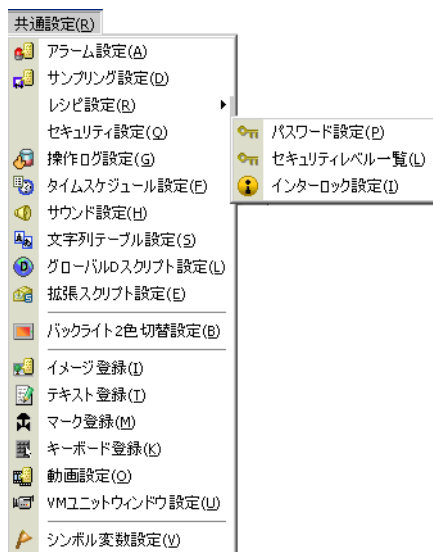 共通設定(R)
アラーム設定(A)
サンプリング設定(D)
レシピ設定(R)
セキュリティ設定(Q)
パスワード設定(P)
セキュリティレベル一覧(L)
インターロック設定(I)
操作ログ設定(G)
タイムスケジュール設定(F)
サウンド設定(H)
文字列テーブル設定(S)
グローバルDスクリプト設定(L)
拡張スクリプト設定(E)
バックライト2色切替設定(B)
イメージ登録(I)
テキスト登録(T)
マーク登録(M)
キーボード登録(K)
動画設定(O)
VMユニットウィンドウ設定(U)
シンボル変数設定(V)